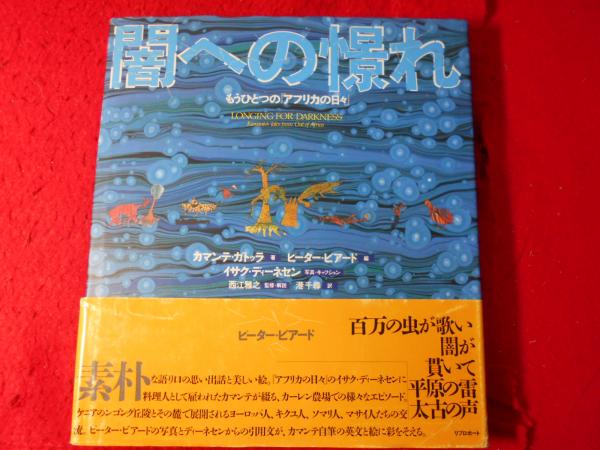 闇への憬れ
もうひとつの『アフリカの日々』
LONGING FOR DARKNESS
Kamante's Tales from Out of Africa
カマンテ・ガトゥラ 著 ピーター・ビアード 編
イサク・ディーネセン 写真・キャプション
西江雅之 監修・解説 港千尋 訳
ピーター・ビアード
百万の虫が歌い
闇が
貫いて
平原の雷
太古の声
素朴な語り口の思い出話と美しい絵。『アフリカの日々』のイサク・ディーネセンに
料理人として雇われたカマンテが綴る、カーレン農場での様々なエピソード。
ケニアのンゴング丘陵とその麓で展開されるヨーロッパ人、キクユ人、ソマリ人、マサイ人たちの交
流。ピーター・ビアードの写真とディーネセンからの引用文が、カマンテ自筆の英文と絵に彩をそえる。
リブロポート